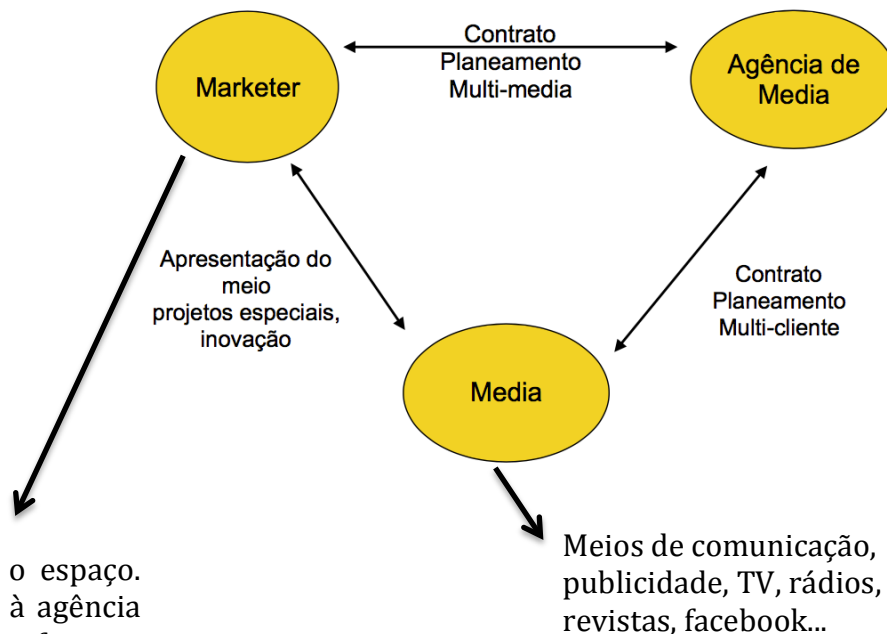 Contrato
Planeamento
Multi-media
Marketer
Agência de
Media
Apresentação do
meio
projetos especiais,
inovação
Contrato
Planeamento
Multi-cliente
Media
o espaço.
à agência
Meios de comunicação,
publicidade, TV, rádios,
revistas, facebook...